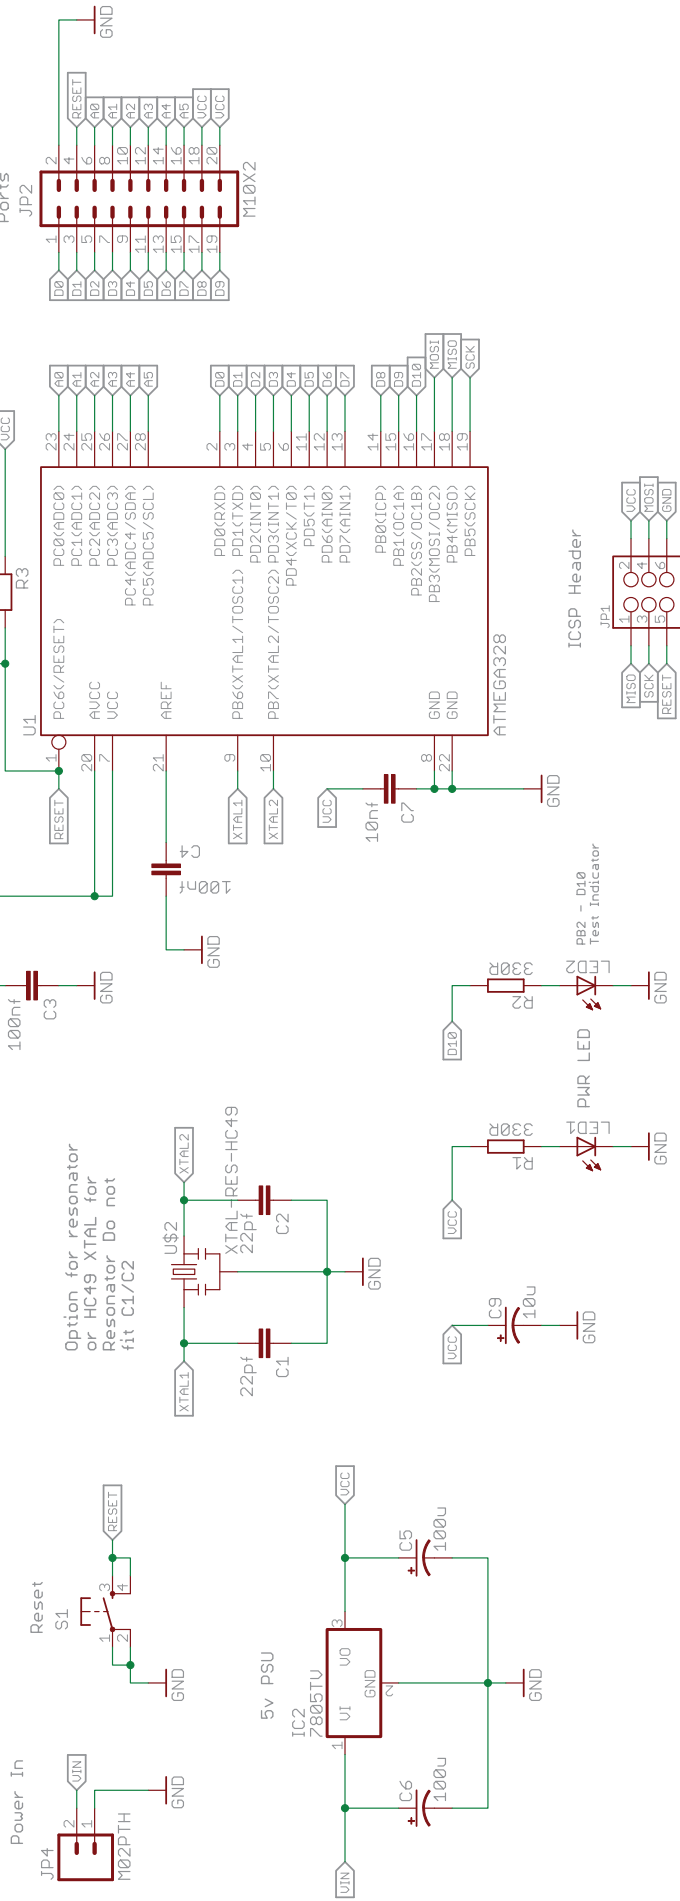 Power In
JP4
M02PTH
2
1
VIN
GND
Reset
S1
1
2
3
4
RESET
GND
5v PSU
IC2
7805TV
VI
VO
GND
1
3
2
VIN
VCC
C6
100u
C5
100u
GND
Option for resonator
or HC49 XTAL for
Resonator Do not
fit C1/C2
XTAL1
XTAL2
U$2
XTAL-RES-HC49
22pf
C1
22pf
C2
GND
VCC
C9
10u
GND
VCC
R1
330R
LED1
PWR LED
GND
D10
R2
330R
LED2
PB2 - D10
Test Indicator
GND
100nf
C3
GND
C4
100nf
GND
VCC
10nf
C7
GND
VCC
R3
U1
ATMEGA328
RESET
1
PC6(/RESET)
20
AVCC
7
VCC
21
AREF
XTAL1
9
PB6(XTAL1/TOSC1)
XTAL2
10
PB7(XTAL2/TOSC2)
8
GND
22
GND
PC0(ADC0)
23
A0
PC1(ADC1)
24
A1
PC2(ADC2)
25
A2
PC3(ADC3)
26
A3
PC4(ADC4/SDA)
27
A4
PC5(ADC5/SCL)
28
A5
PD0(RXD)
2
D0
PD1(TXD)
3
D1
PD2(INT0)
4
D2
PD3(INT1)
5
D3
PD4(XCK/T0)
6
D4
PD5(T1)
11
D5
PD6(AIN0)
12
D6
PD7(AIN1)
13
D7
PB0(ICP)
14
D8
PB1(OC1A)
15
D9
PB2(SS/OC1B)
16
D10
PB3(MOSI/OC2)
17
MOSI
PB4(MISO)
18
MISO
PB5(SCK)
19
SCK
ICSP Header
JP1
MISO
1
2
VCC
SCK
3
4
MOSI
RESET
5
6
GND
Ports
JP2
M10X2
D0
1
2
GND
D1
3
4
RESET
D2
5
6
A0
D3
7
8
A1
D4
9
10
A2
D5
11
12
A3
D6
13
14
A4
D7
15
16
A5
D8
17
18
VCC
D9
19
20
VCC